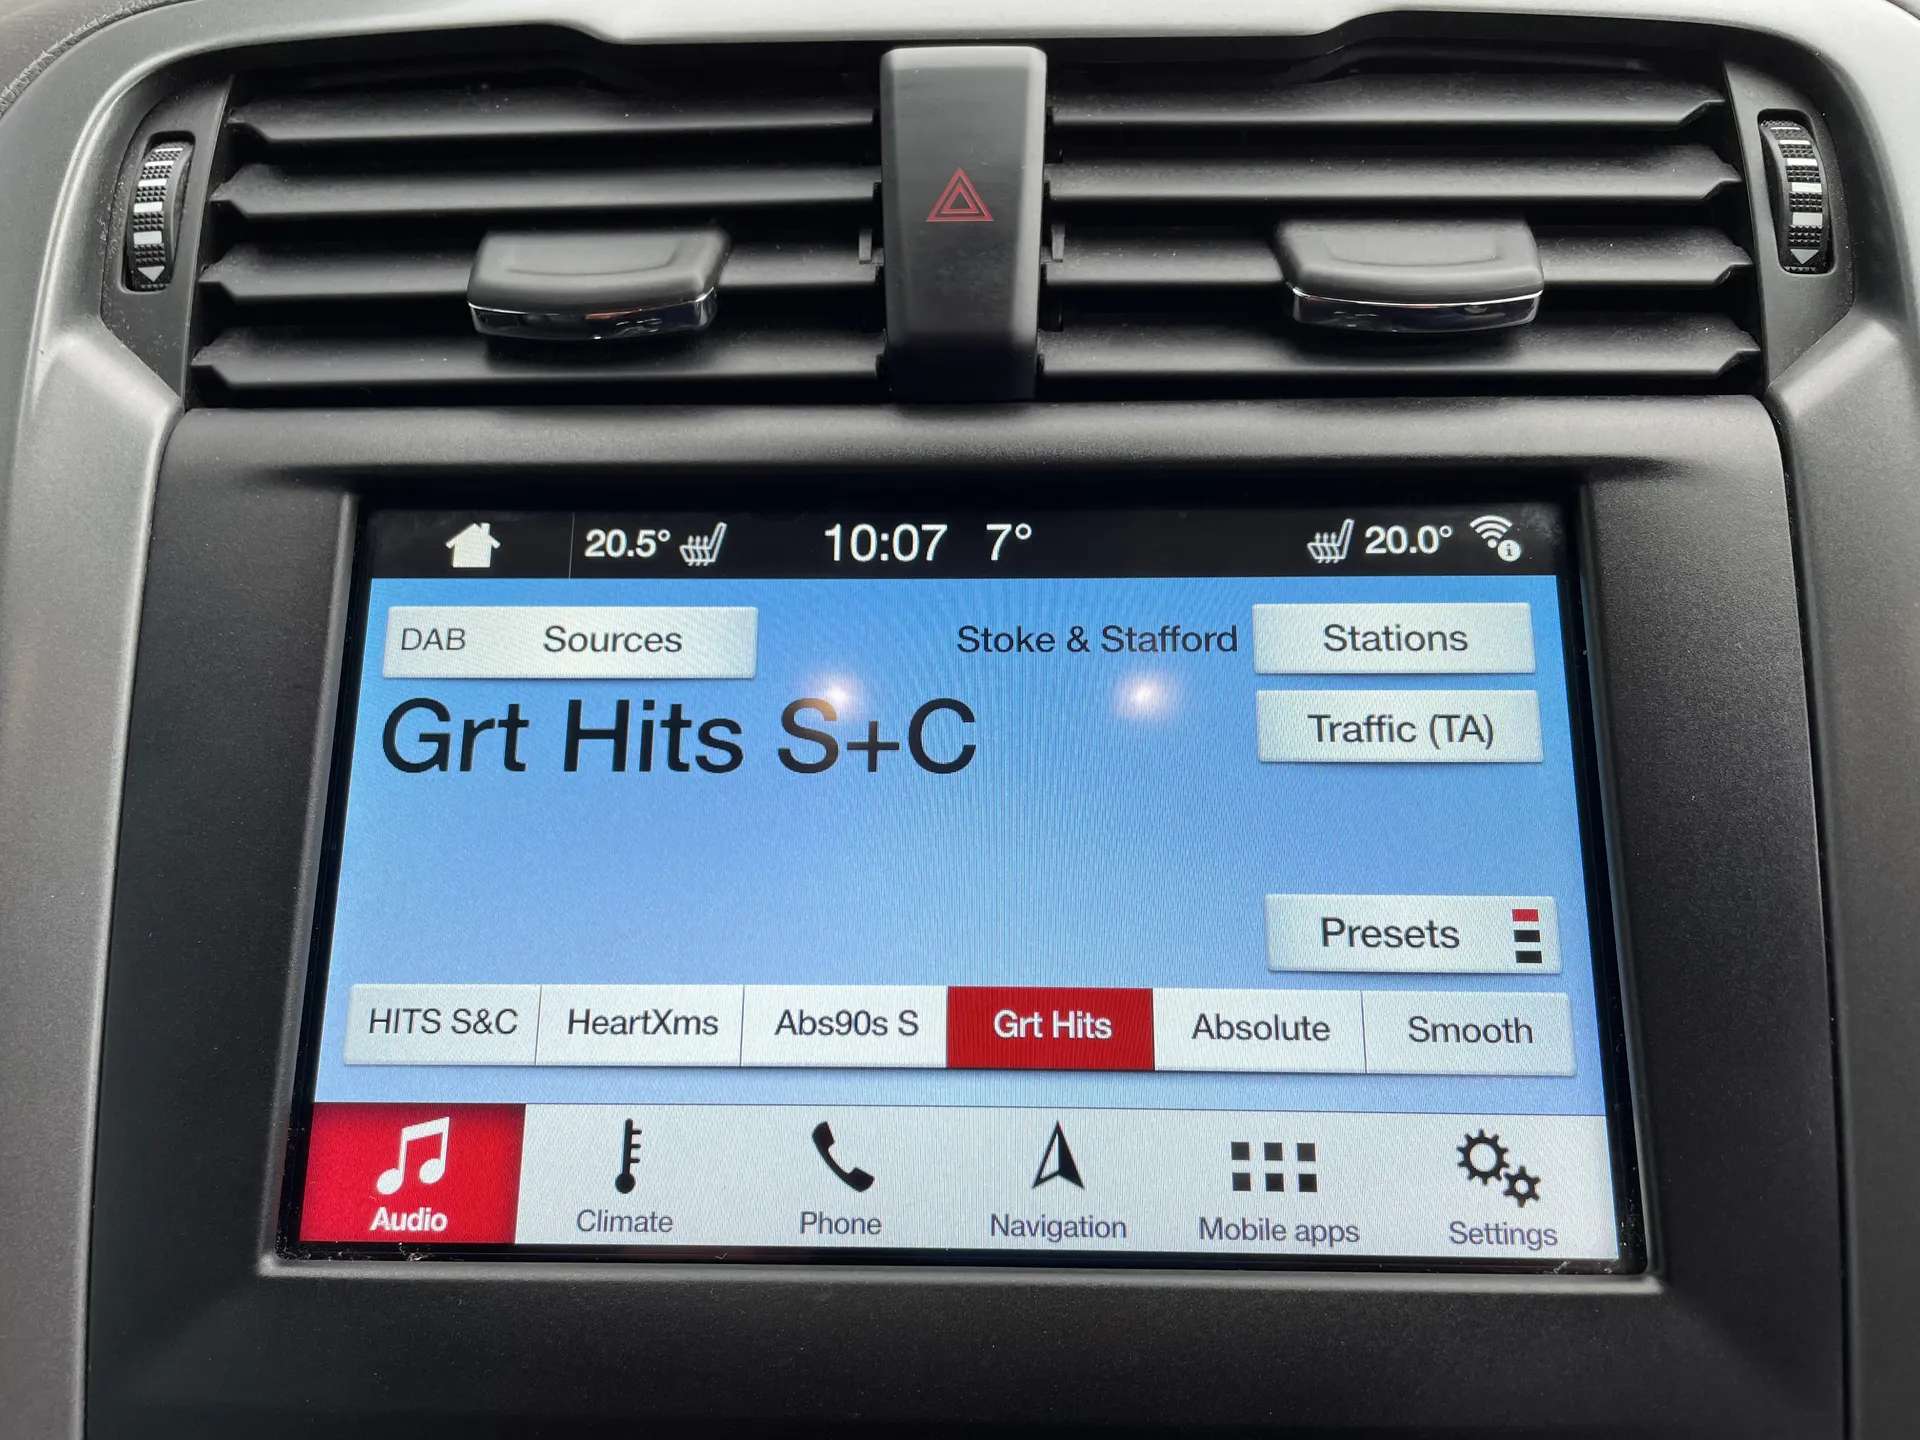 20.5° 10:07 7° 20.0°
DAB Sources Stoke & Stafford Stations
Grt Hits S+C Traffic (TA)
Presets
HITS S&C HeartXms Abs90s S Grt Hits Absolute Smooth
Audio Climate Phone Navigation Mobile apps Settings